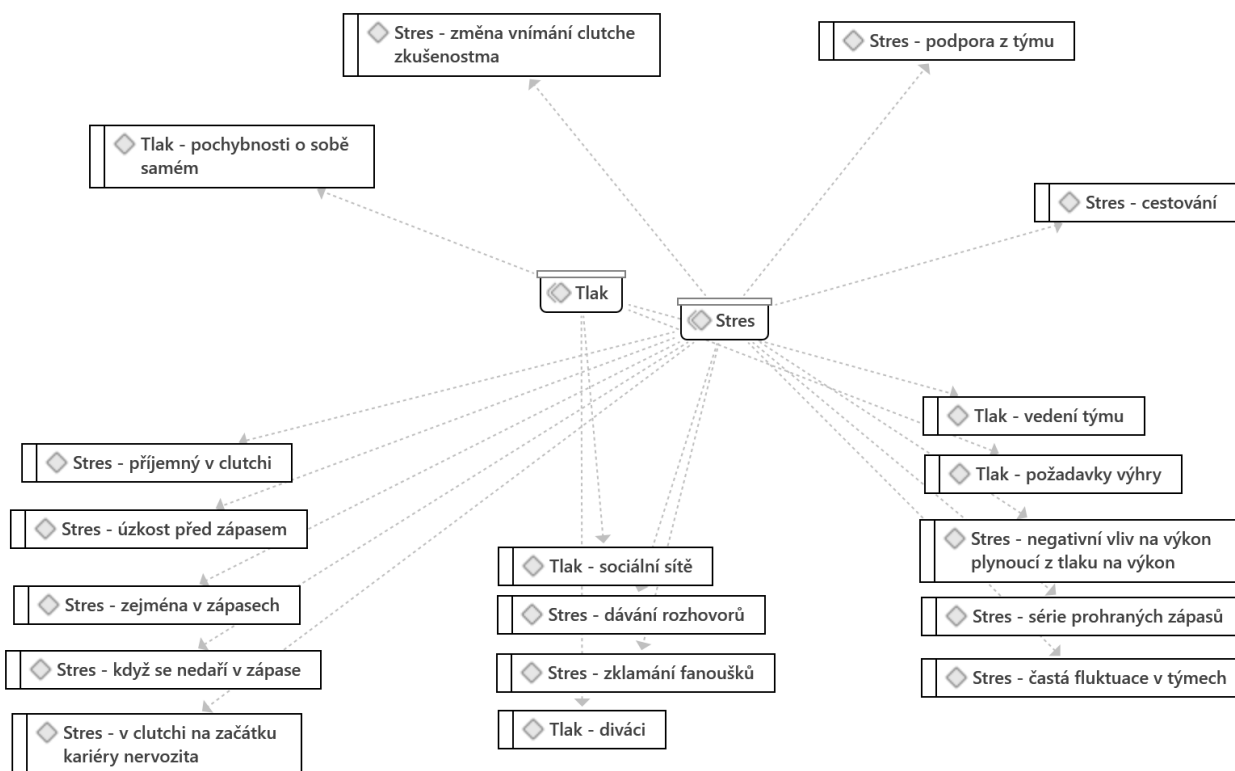 Stres - změna vnímání clutche
zkušenostma
Stres - podpora z týmu
Tlak - pochybnosti o sobě
samém
Stres - cestování
Tlak
Stres
Tlak - vedení týmu
Stres - příjemný v clutchi
Tlak - požadavky výhry
Stres - úzkost před zápasem
Stres - negativní vliv na výkon
plynoucí z tlaku na výkon
Tlak - sociální sítě
Stres - zejména v zápasech
Stres - dávání rozhovorů
Stres - série prohraných zápasů
Stres - když se nedaří v zápase
Stres - zklamání fanoušků
Stres - častá fluktuace v týmech
Stres - v clutchi na začátku
kariéry nervozita
Tlak - diváci